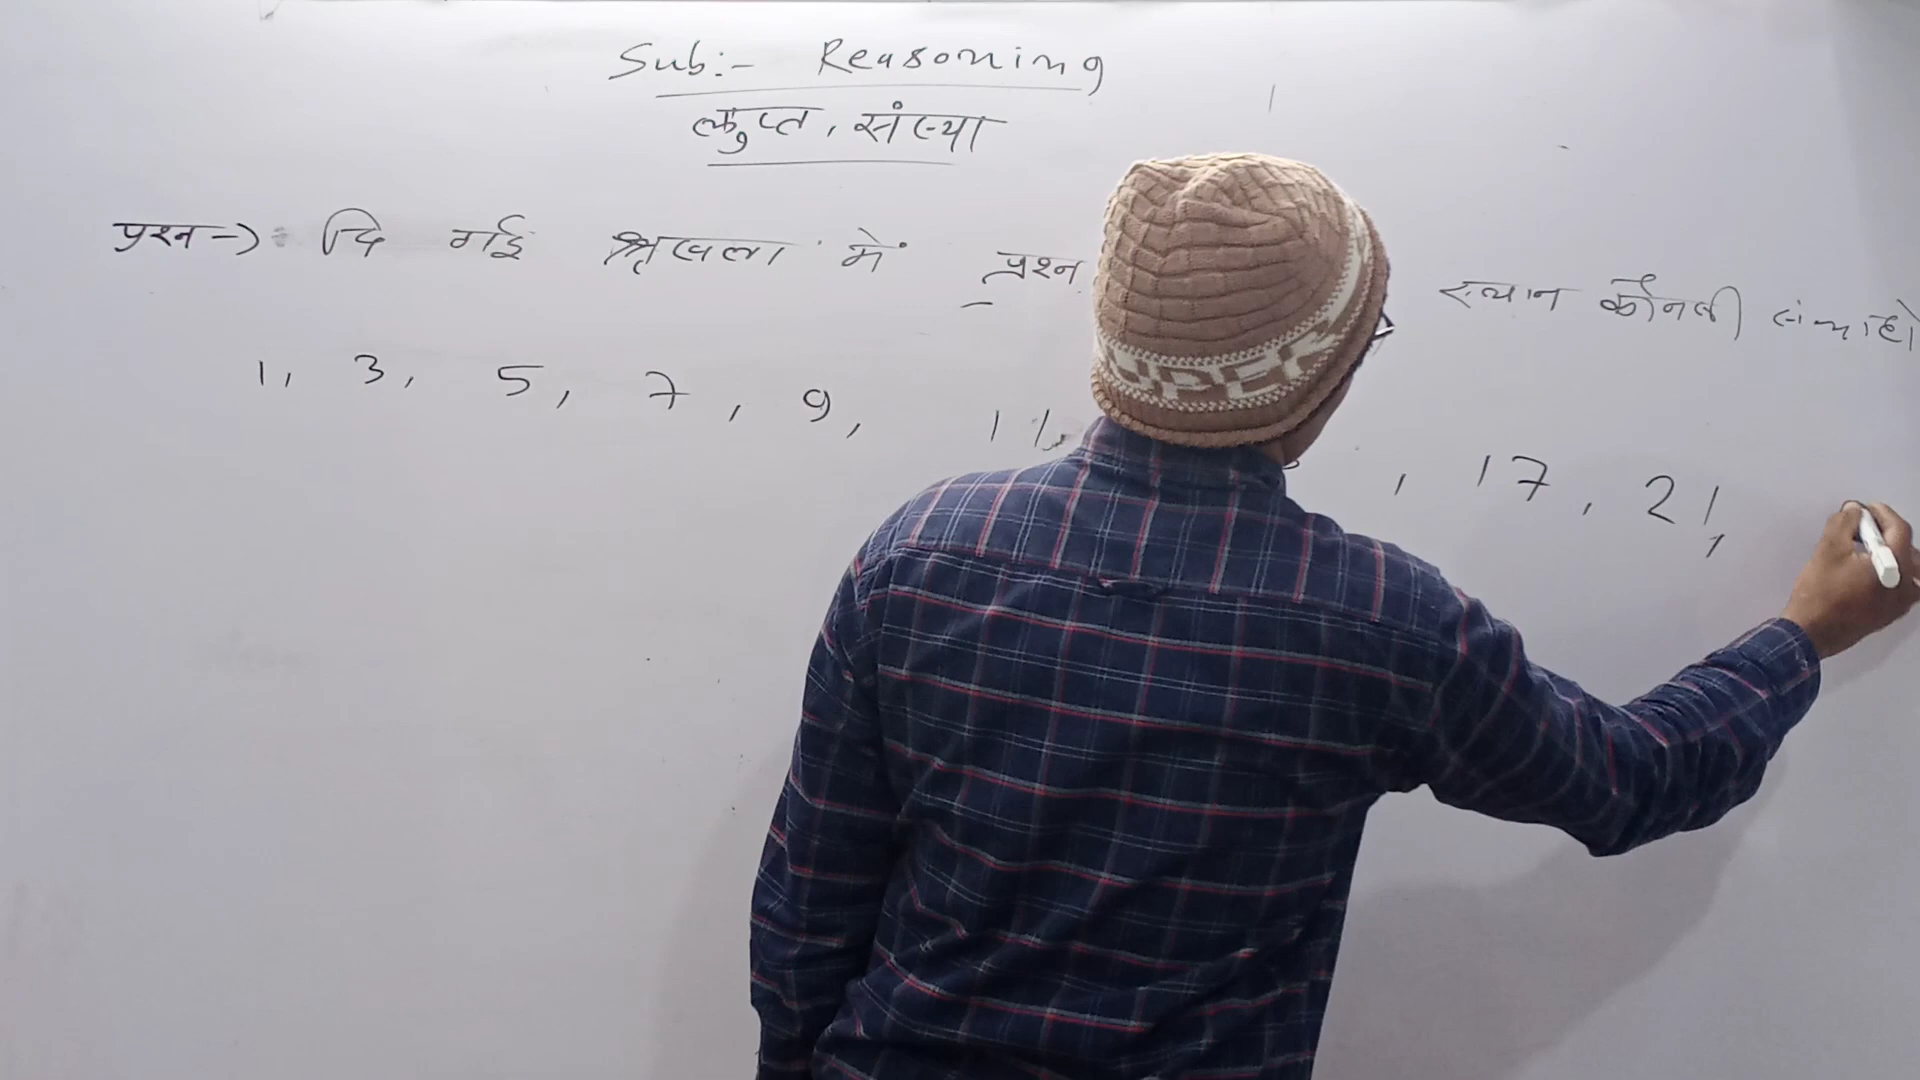 Sub:- Reasoning
लुप्त, संख्या
प्रश्न-> दि गई श्रृखला में प्रश्न स्थान कौनसी
1, 3, 5, 7, 9, 11, , 17, 21,